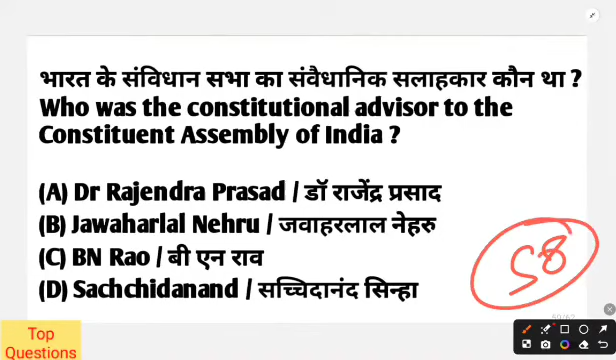 भारत के संविधान सभा का संवैधानिक सलाहकार कौन था ?
Who was the constitutional advisor to the
Constituent Assembly of India ?
(A) Dr Rajendra Prasad / डॉ राजेंद्र प्रसाद
(B) Jawaharlal Nehru / जवाहरलाल नेहरु
(C) BN Rao / बी एन राव
(D) Sachchidanand / सच्चिदानंद सिन्हा
58
Top
Questions